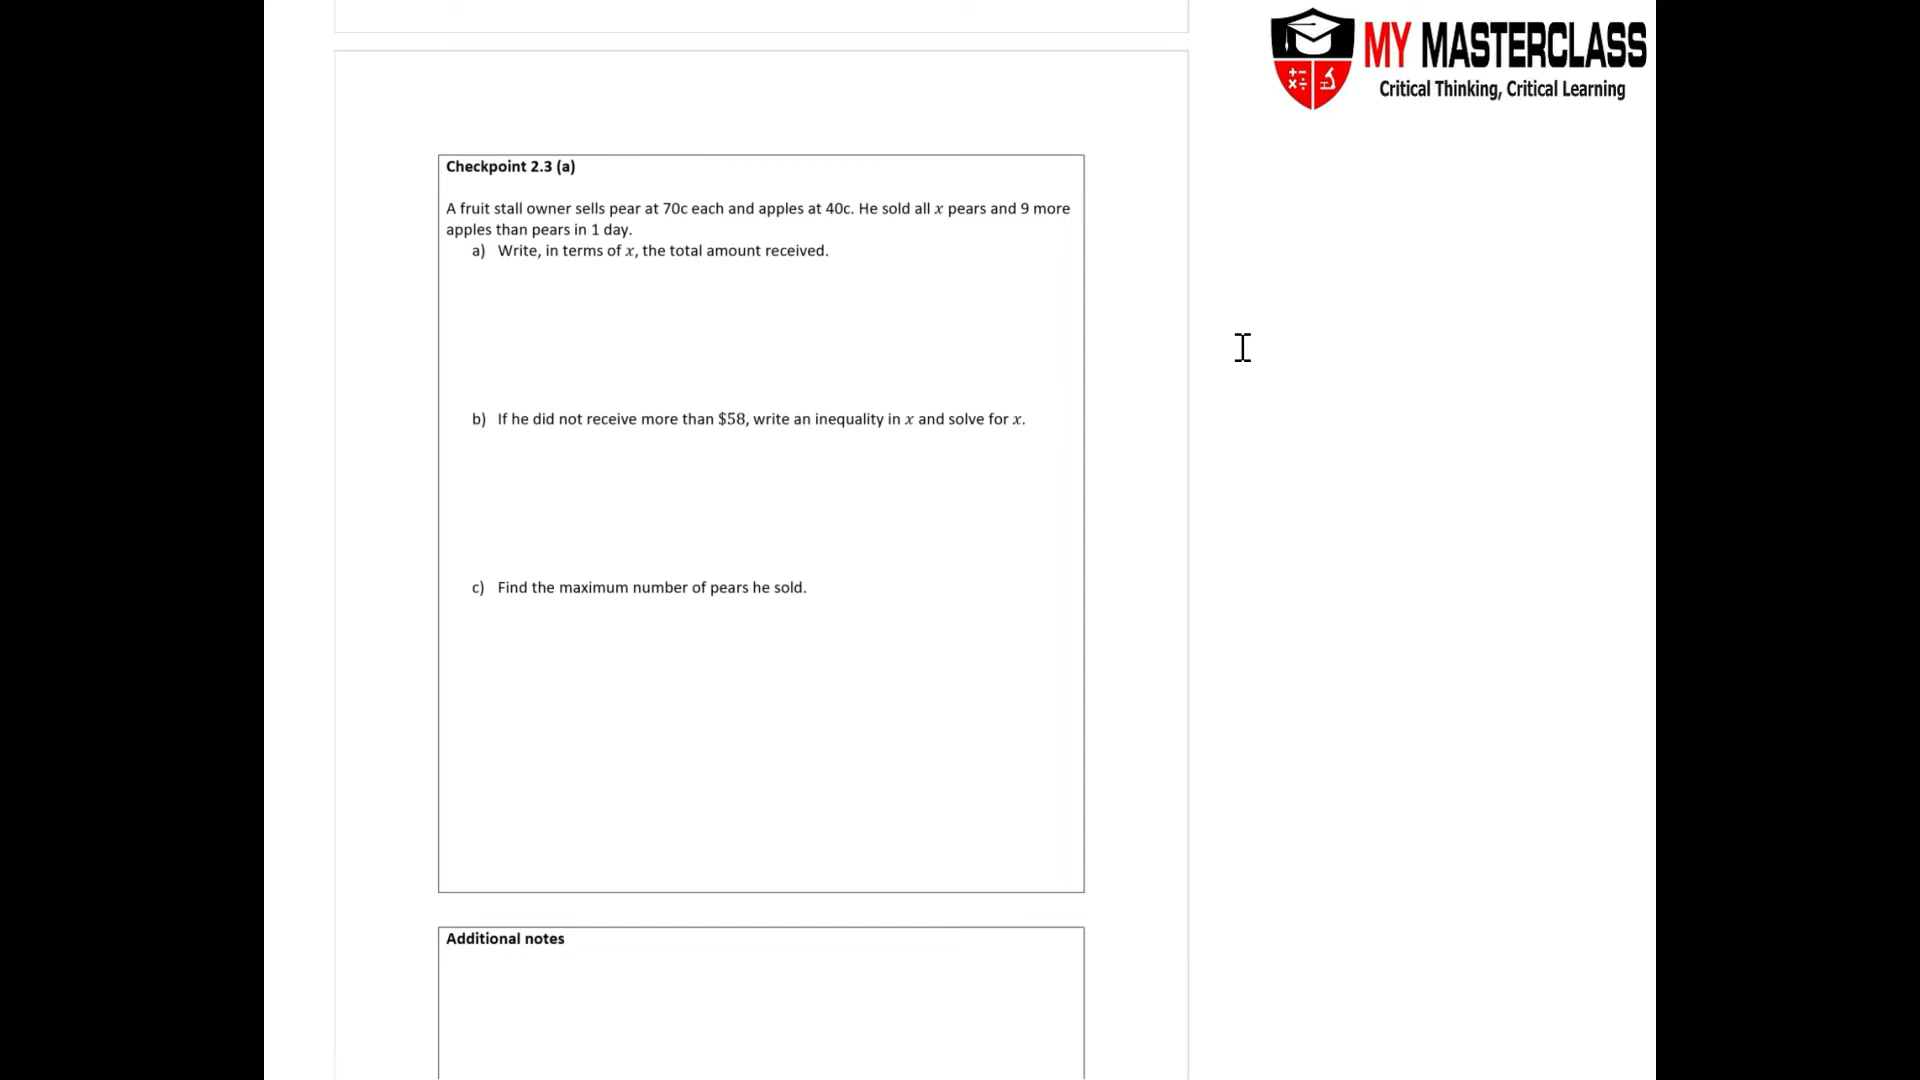 MY MASTERCLASS
Critical Thinking, Critical Learning
Checkpoint 2.3 (a)
A fruit stall owner sells pear at 70c each and apples at 40c. He sold all x pears and 9 more
apples than pears in 1 day.
a) Write, in terms of x, the total amount received.
b) If he did not receive more than $58, write an inequality in x and solve for x.
c) Find the maximum number of pears he sold.
Additional notes